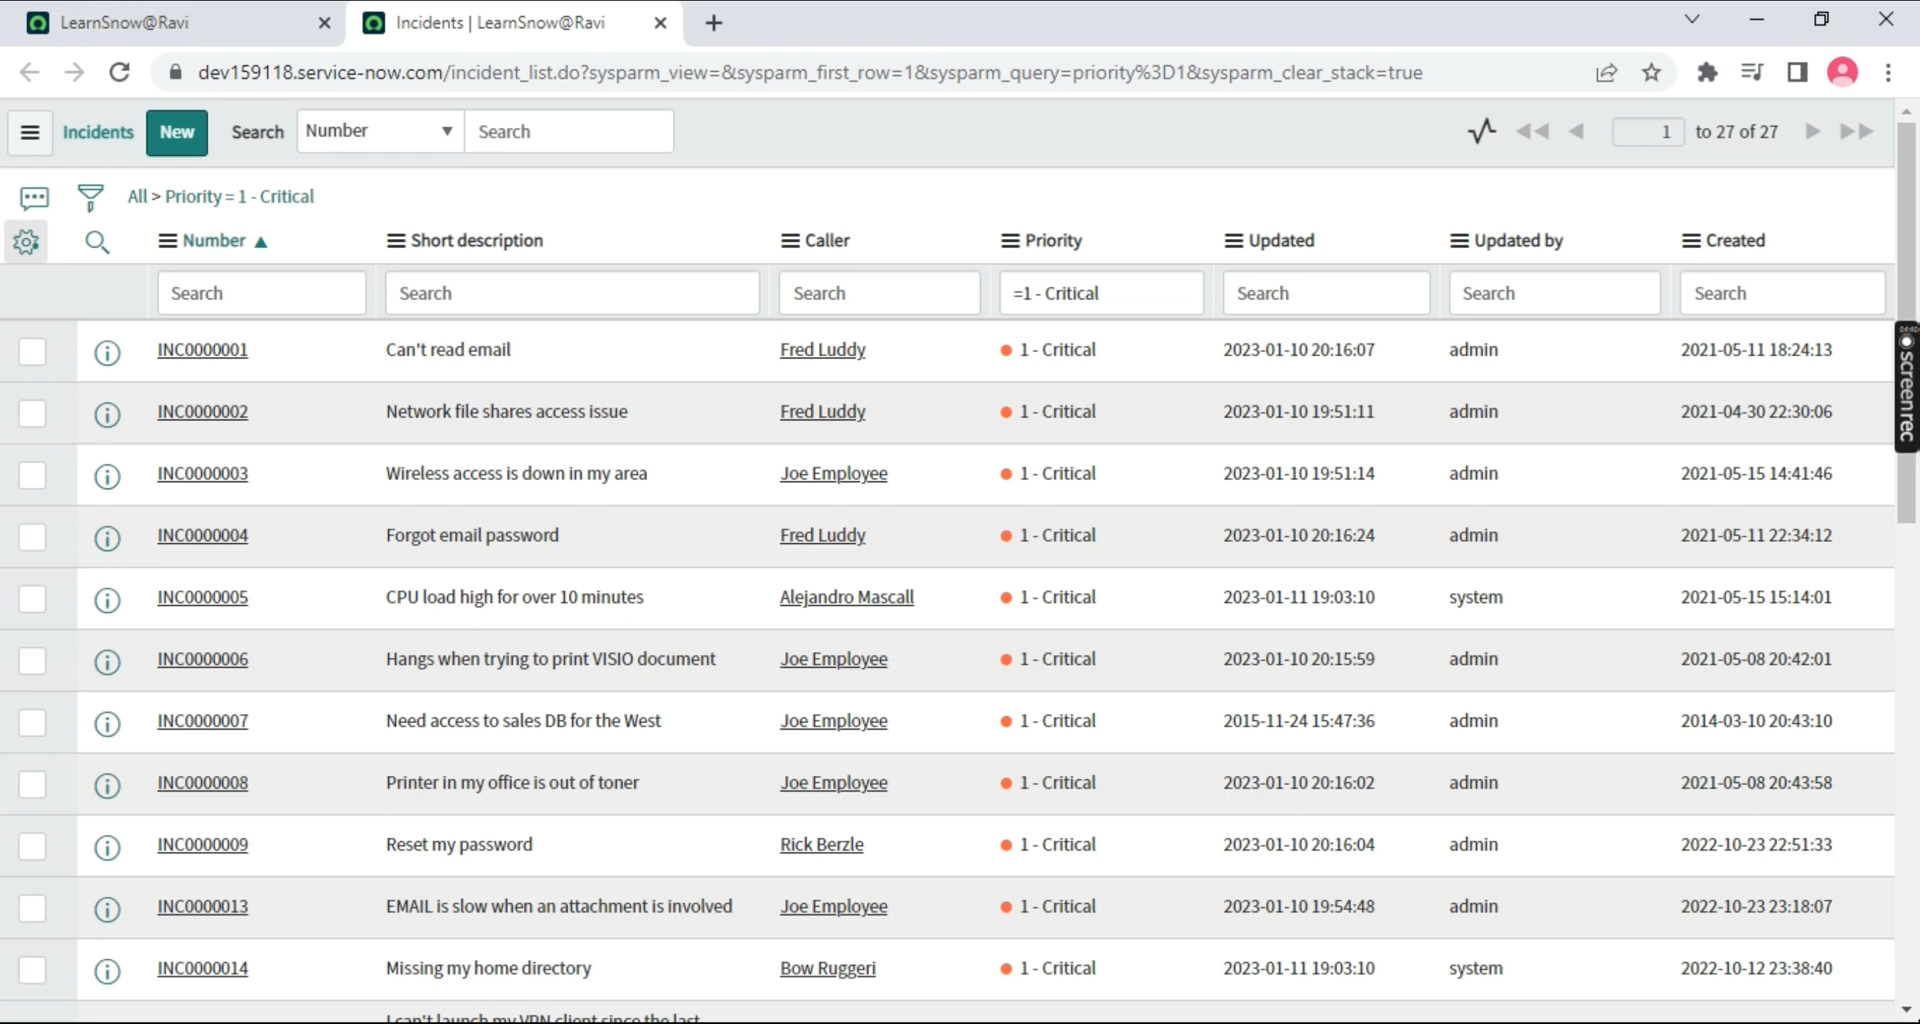 LearnSnow@Ravi
Incidents | LearnSnow@Ravi
dev159118.service-now.com/incident_list.do?sysparm_view=&sysparm_first_row=1&sysparm_query=priority%3D1&sysparm_clear_stack=true
Incidents New Search Number Search 1 to 27 of 27
All > Priority = 1 - Critical
Number Short description Caller Priority Updated Updated by Created
Search Search Search =1 - Critical Search Search Search
INC0000001 Can't read email Fred Luddy 1 - Critical 2023-01-10 20:16:07 admin 2021-05-11 18:24:13
INC0000002 Network file shares access issue Fred Luddy 1 - Critical 2023-01-10 19:51:11 admin 2021-04-30 22:30:06
INC0000003 Wireless access is down in my area Joe Employee 1 - Critical 2023-01-10 19:51:14 admin 2021-05-15 14:41:46
INC0000004 Forgot email password Fred Luddy 1 - Critical 2023-01-10 20:16:24 admin 2021-05-11 22:34:12
INC0000005 CPU load high for over 10 minutes Alejandro Mascall 1 - Critical 2023-01-11 19:03:10 system 2021-05-15 15:14:01
INC0000006 Hangs when trying to print VISIO document Joe Employee 1 - Critical 2023-01-10 20:15:59 admin 2021-05-08 20:42:01
INC0000007 Need access to sales DB for the West Joe Employee 1 - Critical 2015-11-24 15:47:36 admin 2014-03-10 20:43:10
INC0000008 Printer in my office is out of toner Joe Employee 1 - Critical 2023-01-10 20:16:02 admin 2021-05-08 20:43:58
INC0000009 Reset my password Rick Berzle 1 - Critical 2023-01-10 20:16:04 admin 2022-10-23 22:51:33
INC0000013 EMAIL is slow when an attachment is involved Joe Employee 1 - Critical 2023-01-10 19:54:48 admin 2022-10-23 23:18:07
INC0000014 Missing my home directory Bow Ruggeri 1 - Critical 2023-01-11 19:03:10 system 2022-10-12 23:38:40
I can't launch my VPN client since the last
screenrec